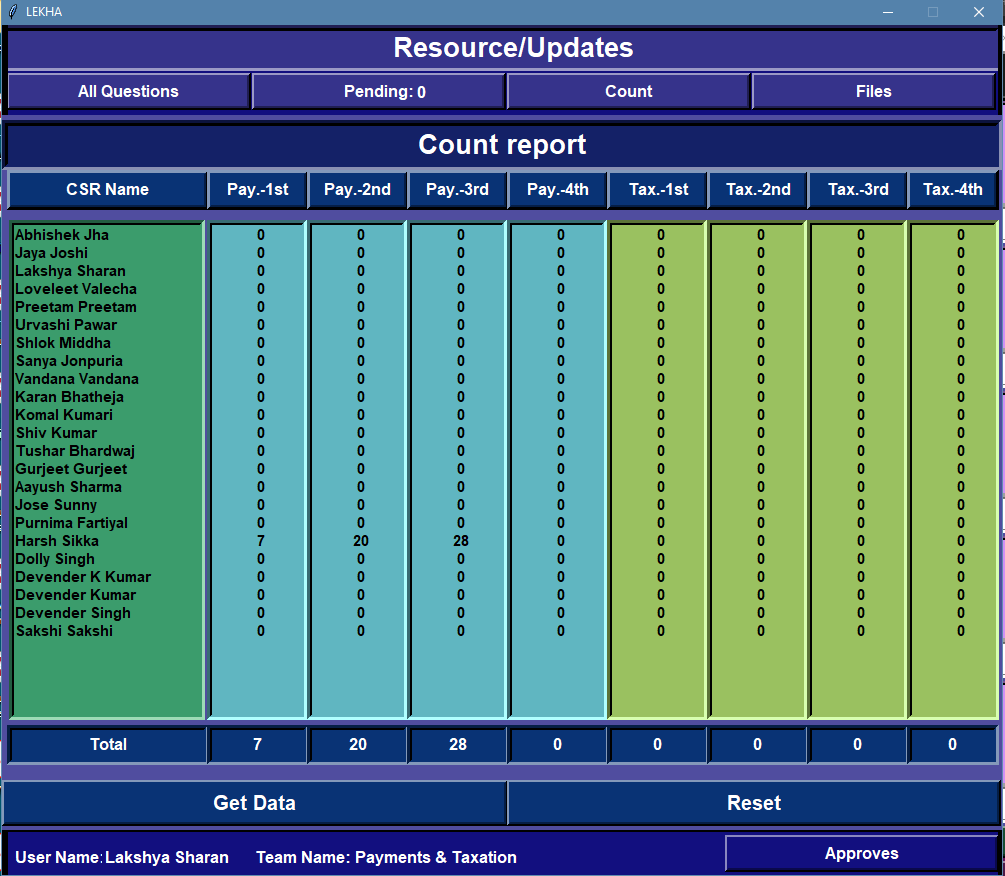 LEKHA
Resource/Updates
All Questions Pending: 0 Count Files
Count report
CSR Name Pay.-1st Pay.-2nd Pay.-3rd Pay.-4th Tax.-1st Tax.-2nd Tax.-3rd Tax.-4th
Abhishek Jha 0 0 0 0 0 0 0 0
Jaya Joshi 0 0 0 0 0 0 0 0
Lakshya Sharan 0 0 0 0 0 0 0 0
Loveleet Valecha 0 0 0 0 0 0 0 0
Preetam Preetam 0 0 0 0 0 0 0 0
Urvashi Pawar 0 0 0 0 0 0 0 0
Shlok Middha 0 0 0 0 0 0 0 0
Sanya Jonpuria 0 0 0 0 0 0 0 0
Vandana Vandana 0 0 0 0 0 0 0 0
Karan Bhatheja 0 0 0 0 0 0 0 0
Komal Kumari 0 0 0 0 0 0 0 0
Shiv Kumar 0 0 0 0 0 0 0 0
Tushar Bhardwaj 0 0 0 0 0 0 0 0
Gurjeet Gurjeet 0 0 0 0 0 0 0 0
Aayush Sharma 0 0 0 0 0 0 0 0
Jose Sunny 0 0 0 0 0 0 0 0
Purnima Fartiyal 0 0 0 0 0 0 0 0
Harsh Sikka 7 20 28 0 0 0 0 0
Dolly Singh 0 0 0 0 0 0 0 0
Devender K Kumar 0 0 0 0 0 0 0 0
Devender Kumar 0 0 0 0 0 0 0 0
Devender Singh 0 0 0 0 0 0 0 0
Sakshi Sakshi 0 0 0 0 0 0 0 0
Total 7 20 28 0 0 0 0 0
Get Data Reset
User Name: Lakshya Sharan Team Name: Payments & Taxation Approves